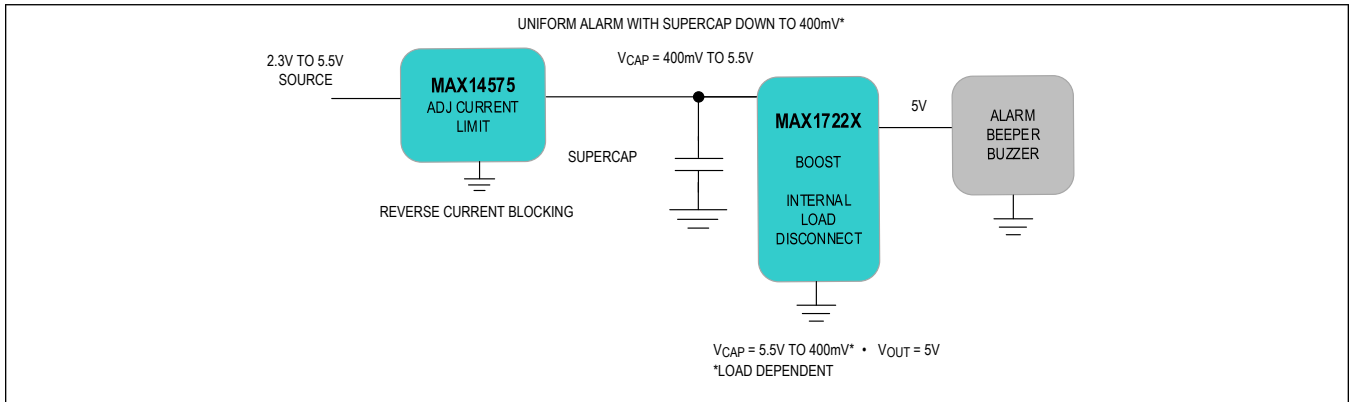 UNIFORM ALARM WITH SUPERCAP DOWN TO 400mV*
2.3V TO 5.5V
SOURCE
MAX14575
ADJ CURRENT
LIMIT
REVERSE CURRENT BLOCKING
VCAP = 400mV TO 5.5V
SUPERCAP
MAX1722X
BOOST
INTERNAL
LOAD
DISCONNECT
5V
ALARM
BEEPER
BUZZER
VCAP = 5.5V TO 400mV* • VOUT = 5V
*LOAD DEPENDENT